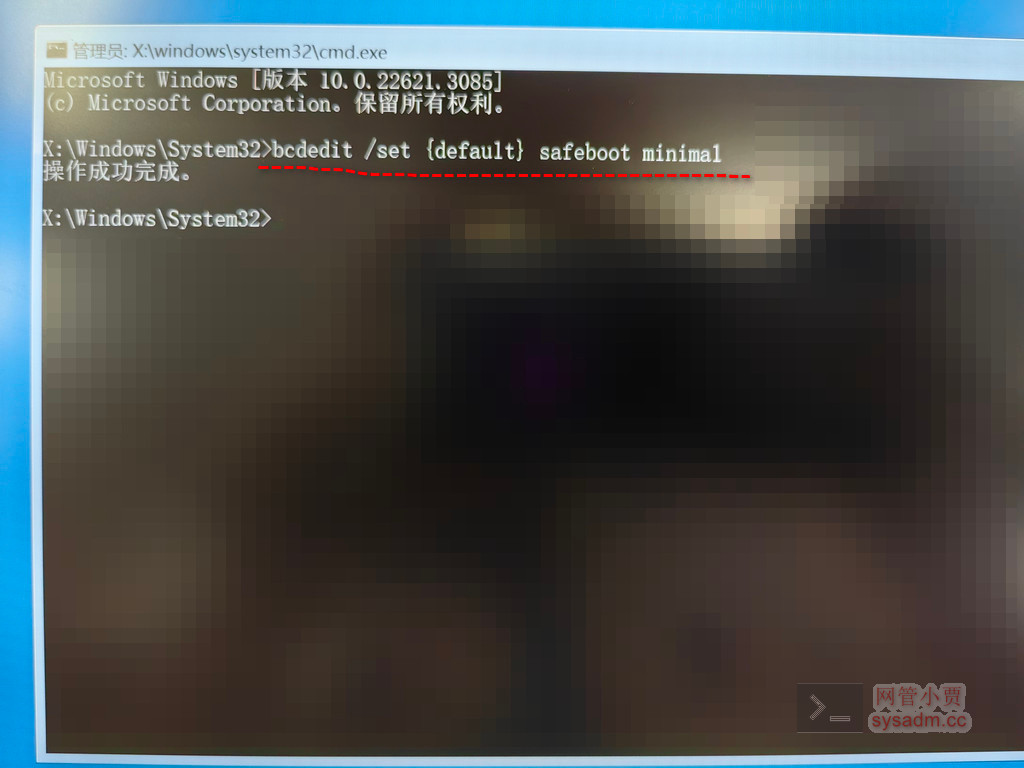 管理员: X:\windows\system32\cmd.exe
Microsoft Windows [版本 10.0.22621.3085]
(c) Microsoft Corporation。保留所有权利。
X:\Windows\System32>bcdedit /set {default} safeboot minimal
操作成功完成。
X:\Windows\System32>
>_ 网管小贾
sysadm.cc